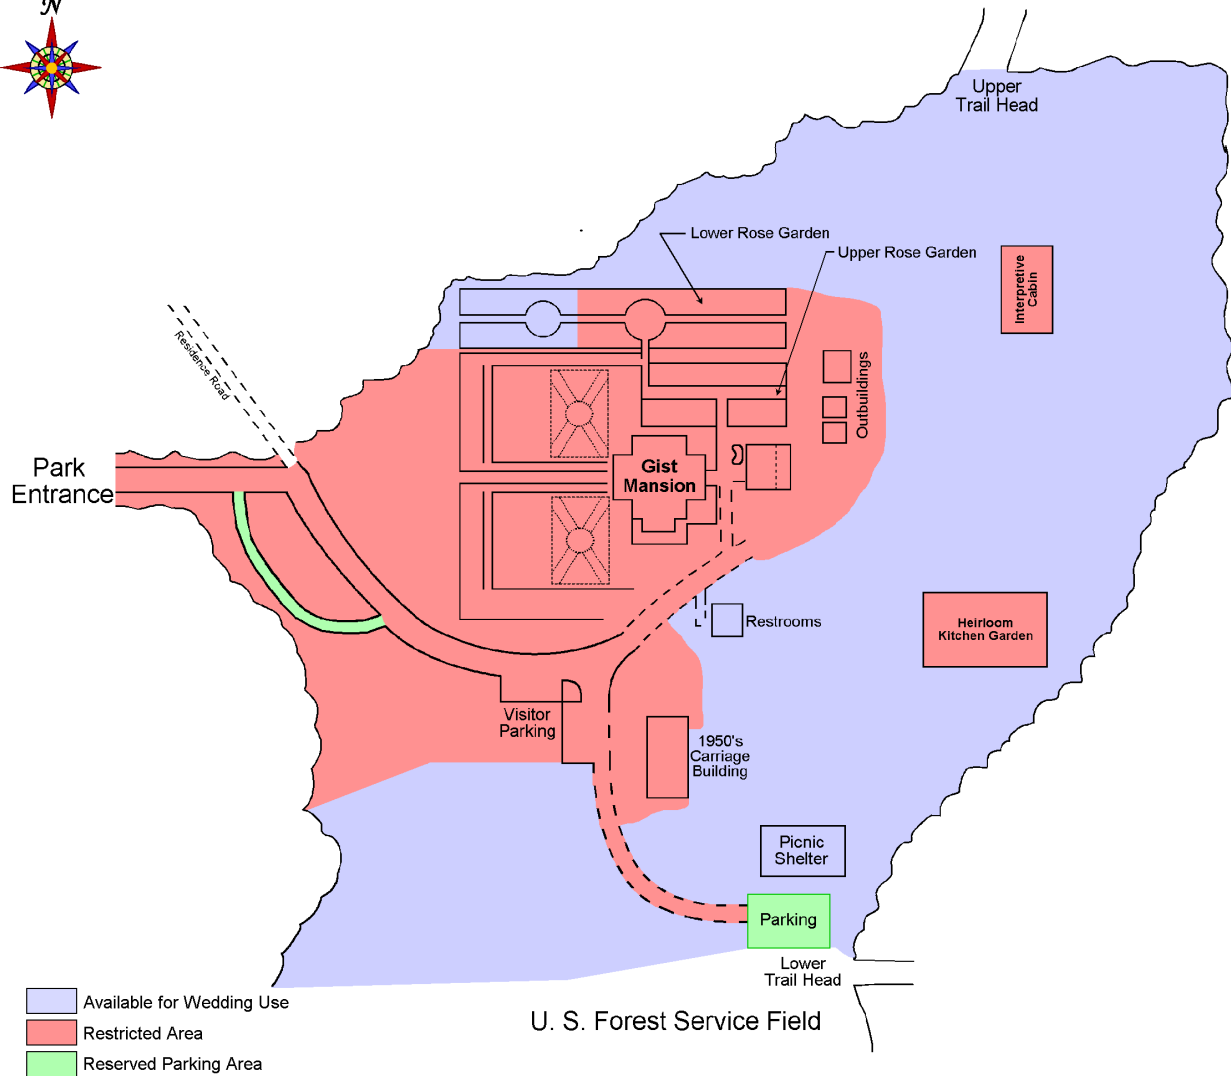 N
Upper
Trail Head
Lower Rose Garden
Upper Rose Garden
Interpretive
Cabin
Residence Road
Outbuildings
Park
Entrance
Gist
Mansion
Restrooms
Heirloom
Kitchen Garden
Visitor
Parking
1950's
Carriage
Building
Picnic
Shelter
Parking
Lower
Trail Head
U. S. Forest Service Field
Available for Wedding Use
Restricted Area
Reserved Parking Area